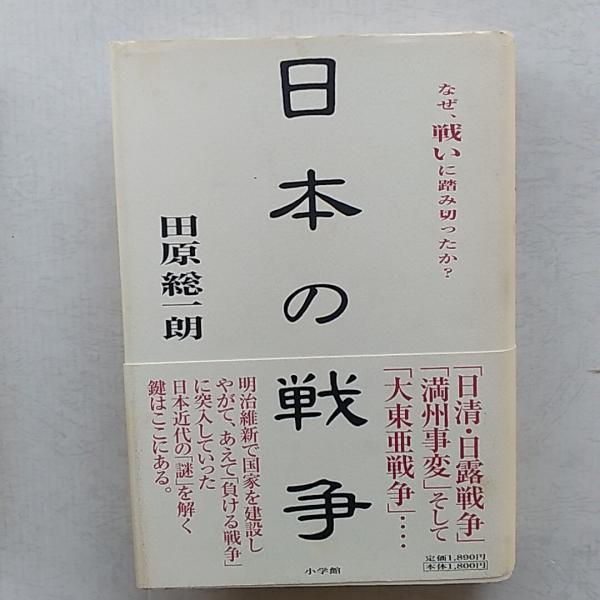 なぜ、戦いに踏み切ったか?
日本の戦争
田原総一朗
「日清・日露戦争」
「満州事変」そして
「大東亜戦争」‥‥
明治維新で国家を建設し
やがて、あえて「負ける戦争」
に突入していった
日本近代の「謎」を解く
鍵はここにある。
小学館
定価1,890円
本体1,800円